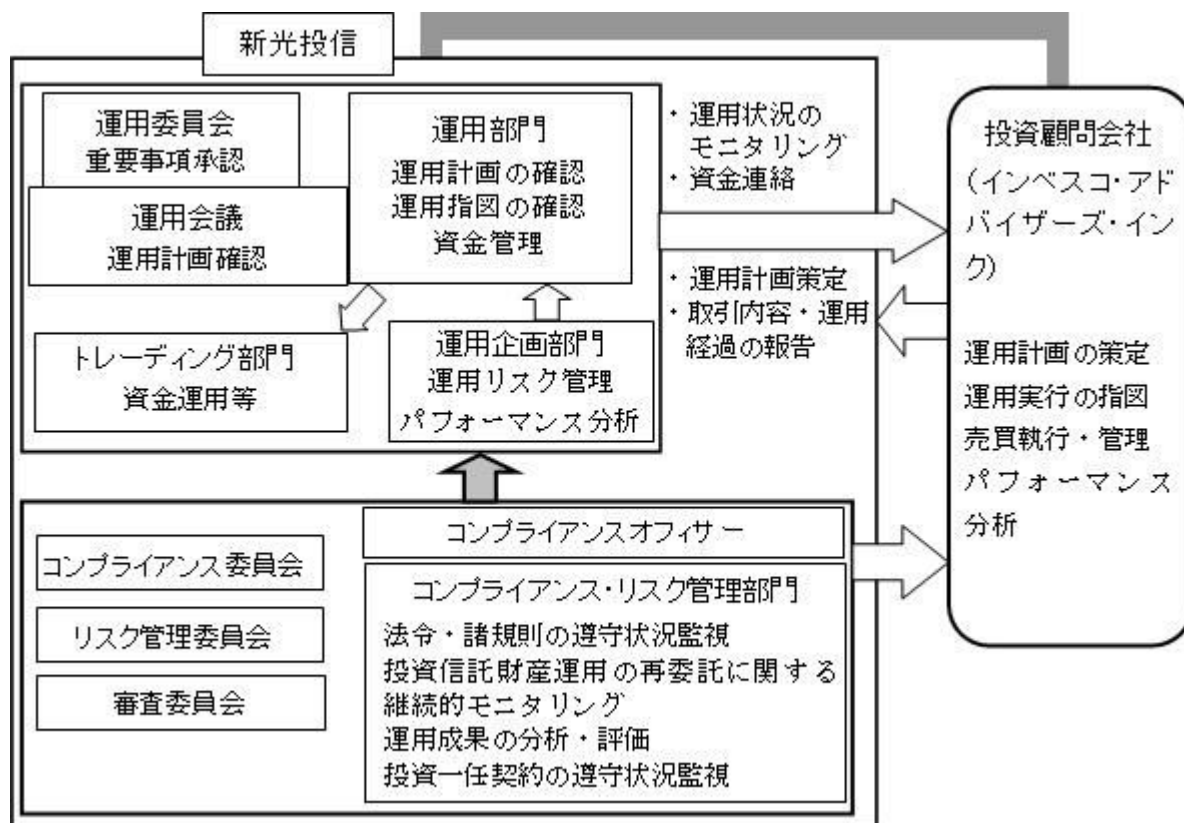 新光投信
運用委員会
重要事項承認
運用会議
運用計画確認
運用部門
運用計画の確認
運用指図の確認
資金管理
トレーディング部門
資金運用等
運用企画部門
運用リスク管理
パフォーマンス分析
・運用状況の
モニタリング
・資金連絡
・運用計画策定
・取引内容・運用
経過の報告
投資顧問会社
(インベスコ・アド
バイザーズ・イン
ク)
運用計画の策定
運用実行の指図
売買執行・管理
パフォーマンス
分析
コンプライアンス委員会
リスク管理委員会
審査委員会
コンプライアンスオフィサー
コンプライアンス・リスク管理部門
法令・諸規則の遵守状況監視
投資信託財産運用の再委託に関する
継続的モニタリング
運用成果の分析・評価
投資一任契約の遵守状況監視